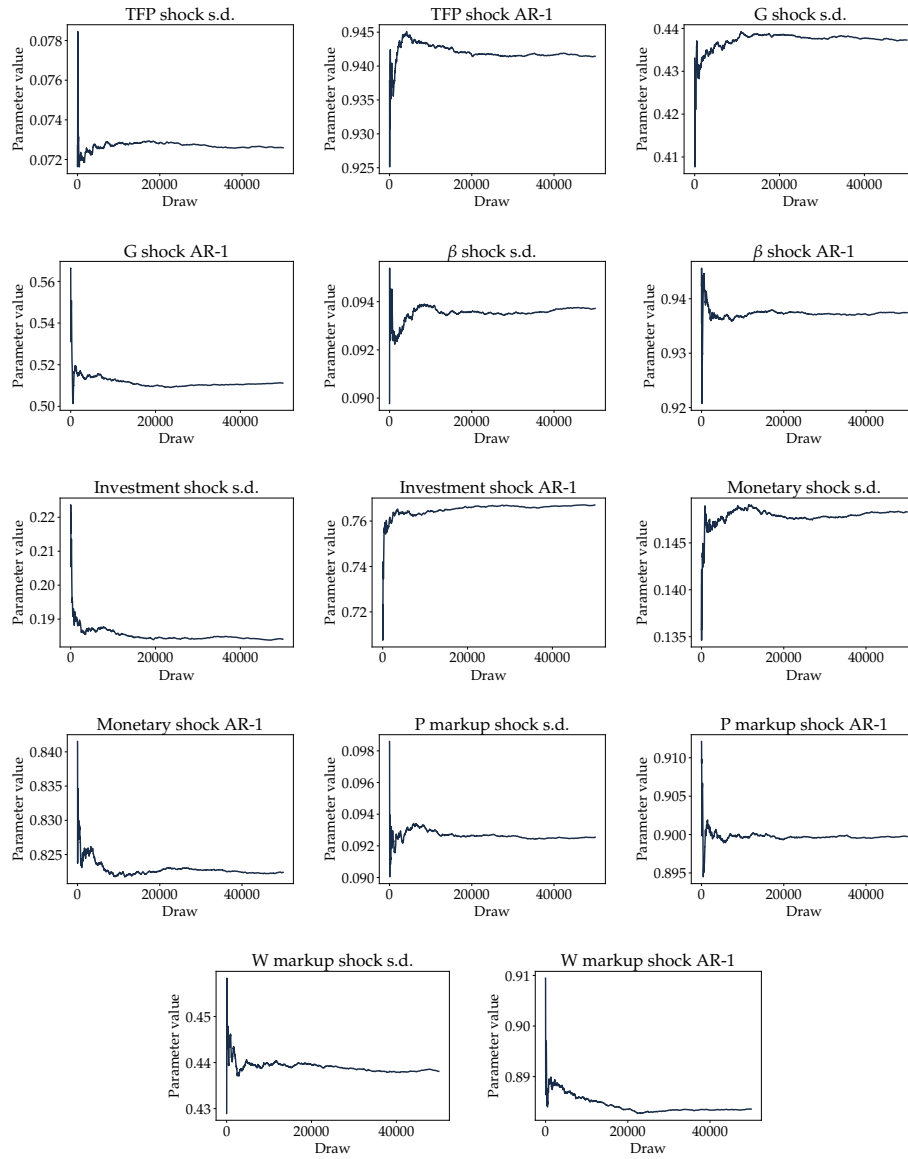 TFP shock s.d.
TFP shock AR-1
G shock s.d.
Parameter value
0.078
0.076
0.074
0.072
0
20000
40000
Draw
Parameter value
0.945
0.940
0.935
0.930
0.925
0
20000
40000
Draw
Parameter value
0.44
0.43
0.42
0.41
0
20000
40000
Draw
G shock AR-1
β shock s.d.
β shock AR-1
Parameter value
0.56
0.54
0.52
0.50
0
20000
40000
Draw
Parameter value
0.094
0.092
0.090
0
20000
40000
Draw
Parameter value
0.94
0.93
0.92
0
20000
40000
Draw
Investment shock s.d.
Investment shock AR-1
Monetary shock s.d.
Parameter value
0.22
0.21
0.20
0.19
0
20000
40000
Draw
Parameter value
0.76
0.74
0.72
0
20000
40000
Draw
Parameter value
0.145
0.140
0.135
0
20000
40000
Draw
Monetary shock AR-1
P markup shock s.d.
P markup shock AR-1
Parameter value
0.840
0.835
0.830
0.825
0
20000
40000
Draw
Parameter value
0.098
0.096
0.094
0.092
0.090
0
20000
40000
Draw
Parameter value
0.910
0.905
0.900
0.895
0
20000
40000
Draw
W markup shock s.d.
W markup shock AR-1
Parameter value
0.45
0.44
0.43
0
20000
40000
Draw
Parameter value
0.91
0.90
0.89
0
20000
40000
Draw